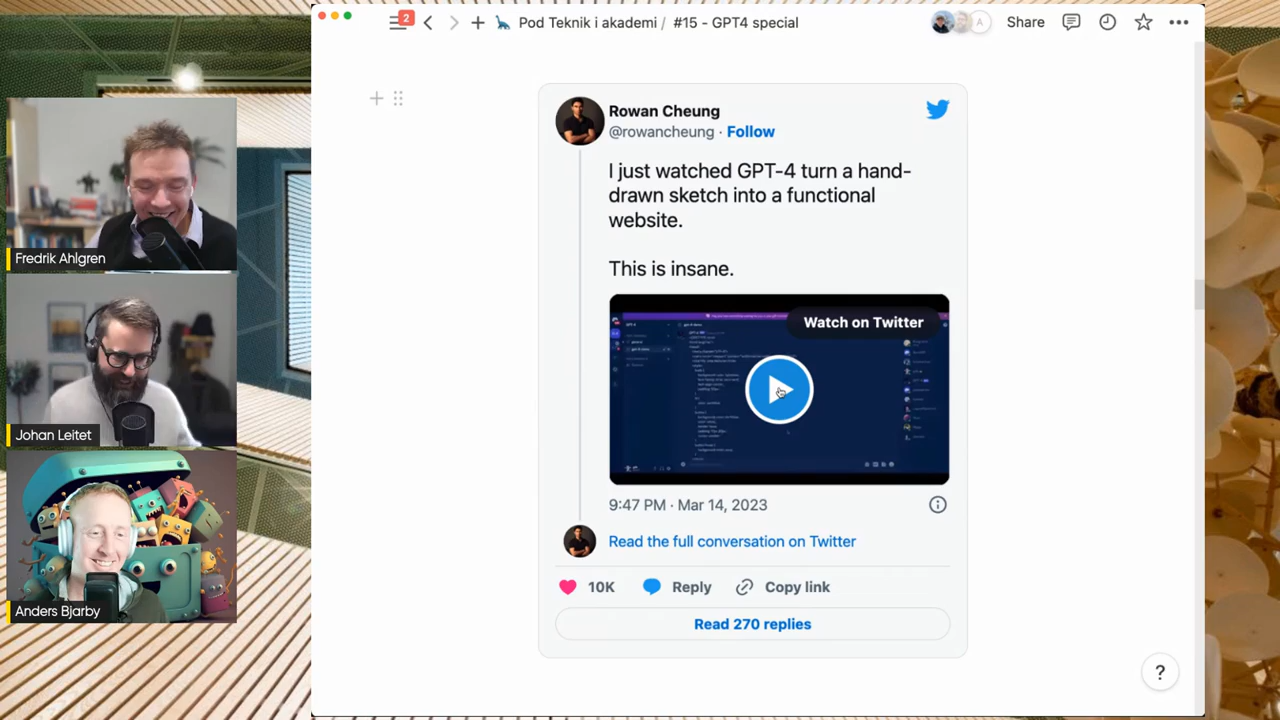 2
Pod Teknik i akademi / #15 - GPT4 special
A
Share
Fredrik Ahlgren
Johan Leitet
Anders Bjarby
Rowan Cheung
@rowancheung · Follow
I just watched GPT-4 turn a hand-
drawn sketch into a functional
website.
This is insane.
Watch on Twitter
9:47 PM · Mar 14, 2023
Read the full conversation on Twitter
10K
Reply
Copy link
Read 270 replies
?